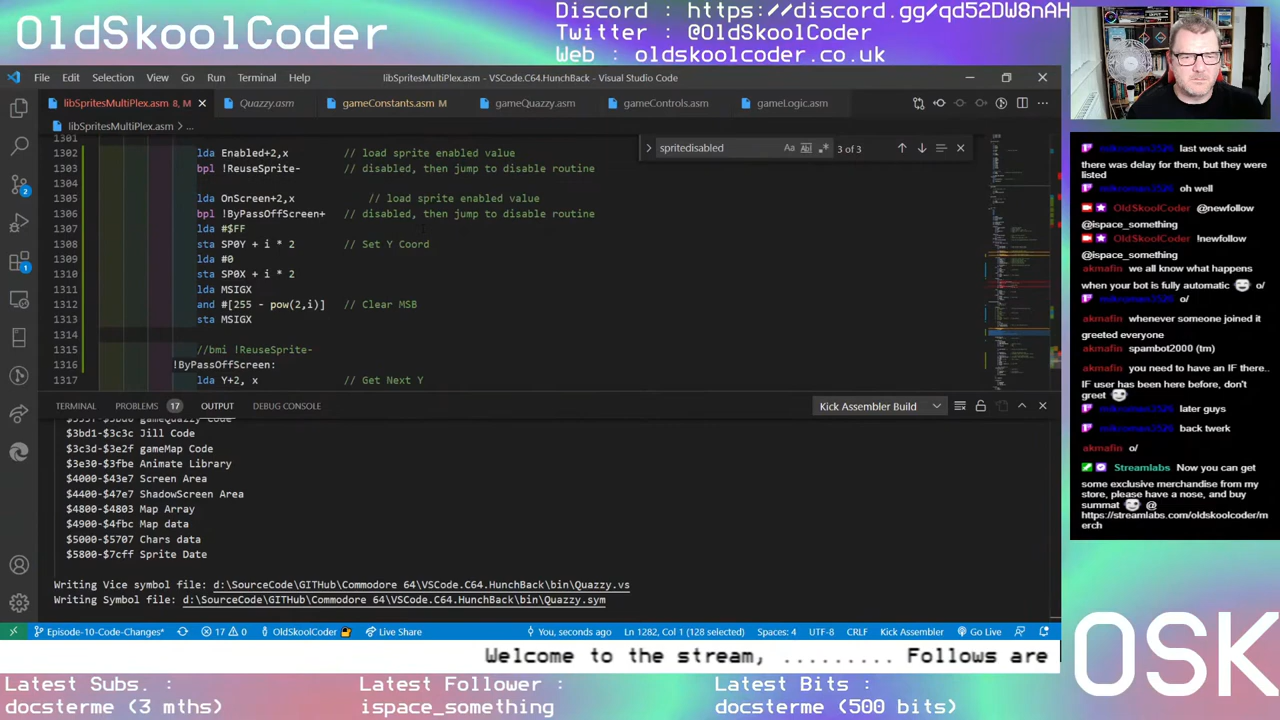 OldSkoolCoder
Discord : https://discord.gg/qd52DW8nAH
Twitter : @OldSkoolCoder
Web : oldskoolcoder.co.uk
File Edit Selection View Go Run Terminal Help
libSpritesMultiPlex.asm - VSCode.C64.HunchBack - Visual Studio Code
libSpritesMultiPlex.asm 8, M
Quazzy.asm
gameConstants.asm M
gameQuazzy.asm
gameControls.asm
gameLogic.asm
libSpritesMultiPlex.asm > ...
spritedisabled
Aa
3 of 3
1301
1302 lda Enabled+2,x // load sprite enabled value
1303 bpl !ReuseSprite- // disabled, then jump to disable routine
1304
1305 lda OnScreen+2,x // load sprite enabled value
1306 bpl !ByPassOffScreen+ // disabled, then jump to disable routine
1307 lda #$FF
1308 sta SP0Y + i * 2 // Set Y Coord
1309 lda #0
1310 sta SP0X + i * 2
1311 lda MSIGX
1312 and #[255 - pow(2,i)] // Clear MSB
1313 sta MSIGX
1314
1315 //bmi !ReuseSprite-
1316 !ByPassOffScreen:
1317 lda Y+2, x // Get Next Y
TERMINAL PROBLEMS 17 OUTPUT DEBUG CONSOLE
Kick Assembler Build
$3bd1-$3c3c Jill Code
$3c3d-$3e2f gameMap Code
$3e30-$3fbe Animate Library
$4000-$43e7 Screen Area
$4400-$47e7 ShadowScreen Area
$4800-$4803 Map Array
$4900-$4fbc Map data
$5000-$5707 Chars data
$5800-$7cff Sprite Date
Writing Vice symbol file: d:\SourceCode\GITHub\Commodore 64\VSCode.C64.HunchBack\bin\Quazzy.vs
Writing Symbol file: d:\SourceCode\GITHub\Commodore 64\VSCode.C64.HunchBack\bin\Quazzy.sym
Episode-10-Code-Changes* 17 0 OldSkoolCoder Live Share
You, seconds ago Ln 1282, Col 1 (128 selected) Spaces: 4 UTF-8 CRLF Kick Assembler Go Live
last week said
there was delay for them, but they were
listed
oh well
OldSkoolCoder @newfollow
@ispace_something
OldSkoolCoder !newfollow
@ispace_something
akmafin we all know what happens
when your bot is fully automatic o/
o/
akmafin whenever someone joined it
greeted everyone
akmafin spambot2000 (tm)
akmafin you need to have an IF there..
IF user has been here before, don't
greet
later guys
back twerk
akmafin o/
Streamlabs Now you can get
some exclusive merchandise from my
store, please have a nose, and buy
summat @
https://streamlabs.com/oldskoolcoder/m
erch
OSK
Welcome to the stream, ......... Follows are
Latest Subs. :
docsterme (3 mths)
Latest Follower :
ispace_something
Latest Bits :
docsterme (500 bits)